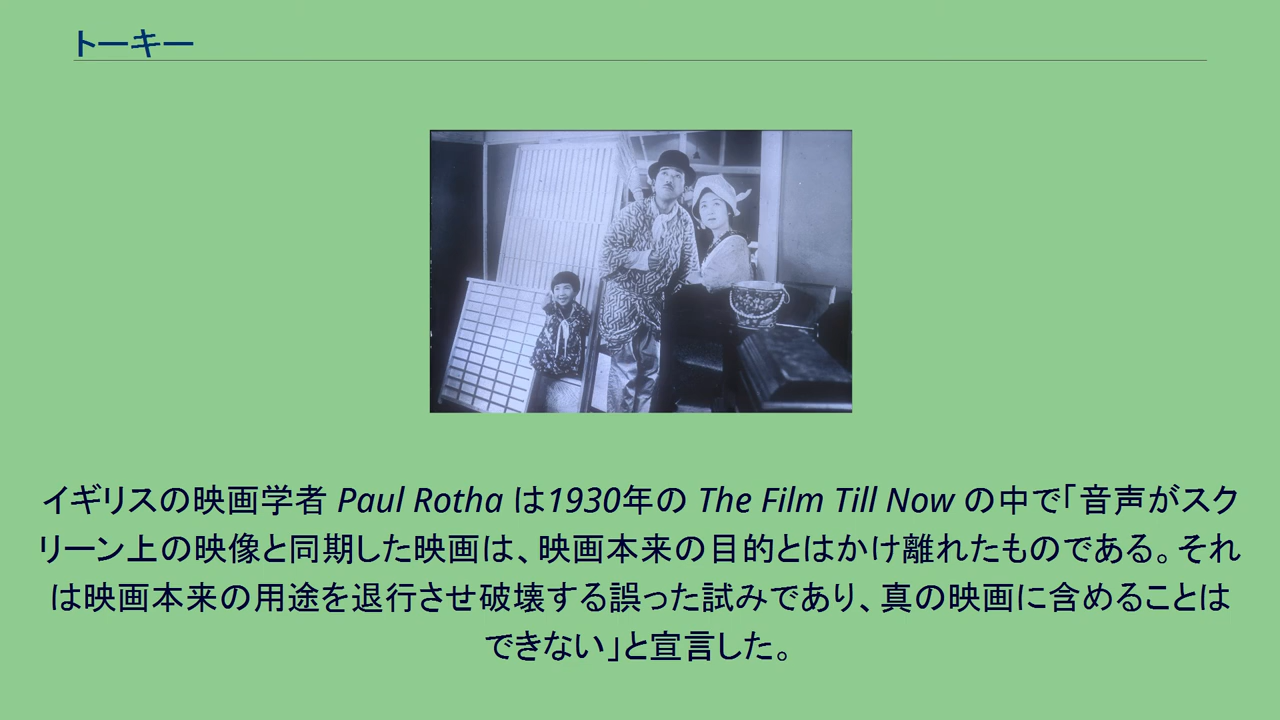 トーキー
イギリスの映画学者 Paul Rotha は1930年の The Film Till Now の中で「音声がスク
リーン上の映像と同期した映画は、映画本来の目的とはかけ離れたものである。それ
は映画本来の用途を退行させ破壊する誤った試みであり、真の映画に含めることは
できない」と宣言した。